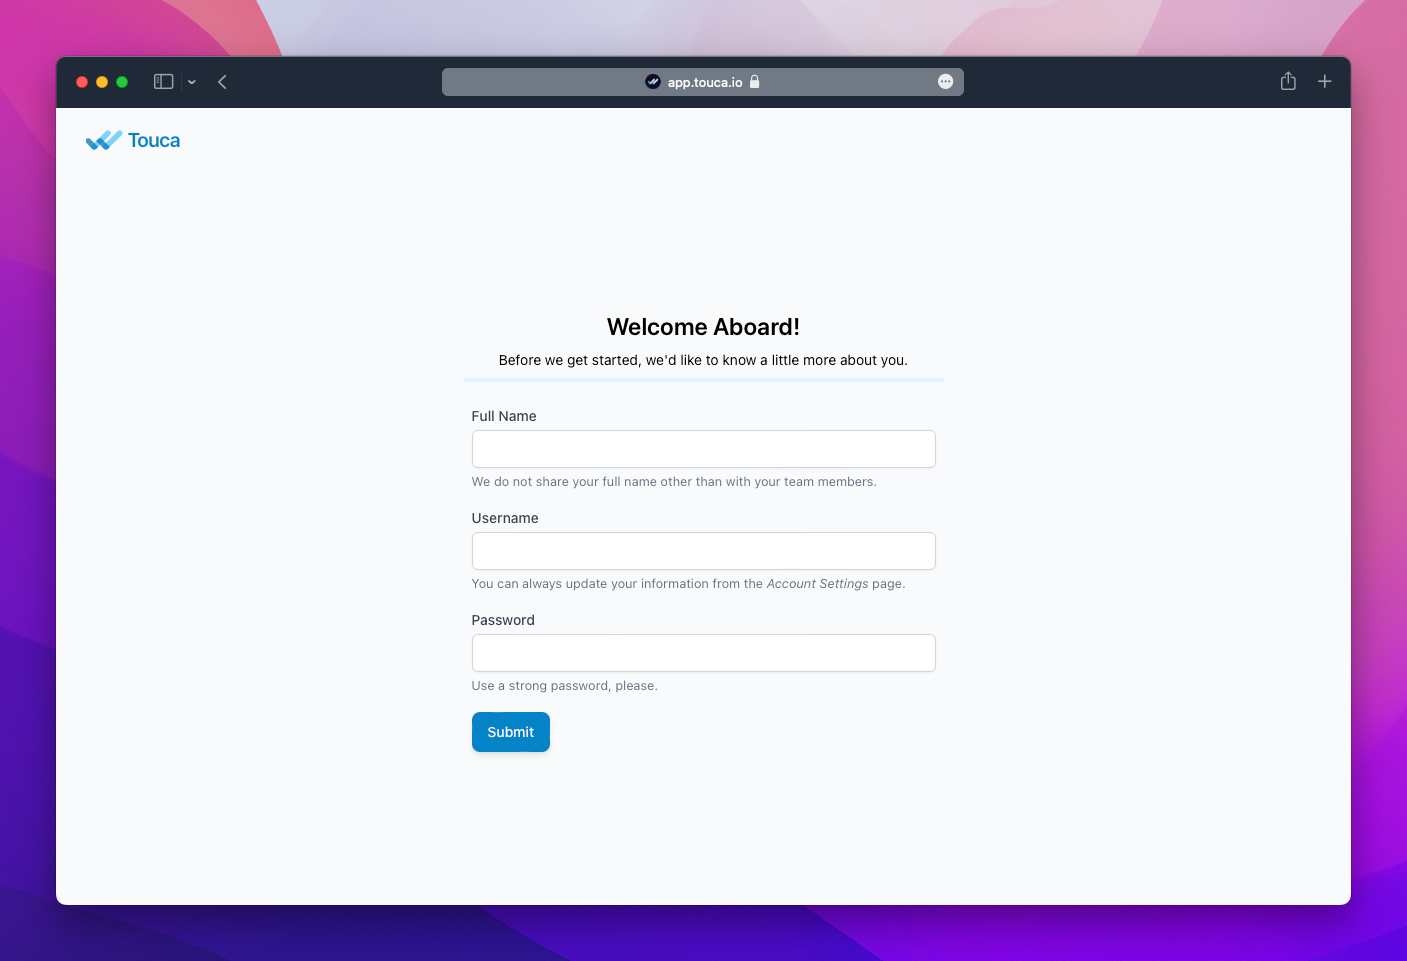 app.touca.io
Touca
Welcome Aboard!
Before we get started, we'd like to know a little more about you.
Full Name
We do not share your full name other than with your team members.
Username
You can always update your information from the Account Settings page.
Password
Use a strong password, please.
Submit